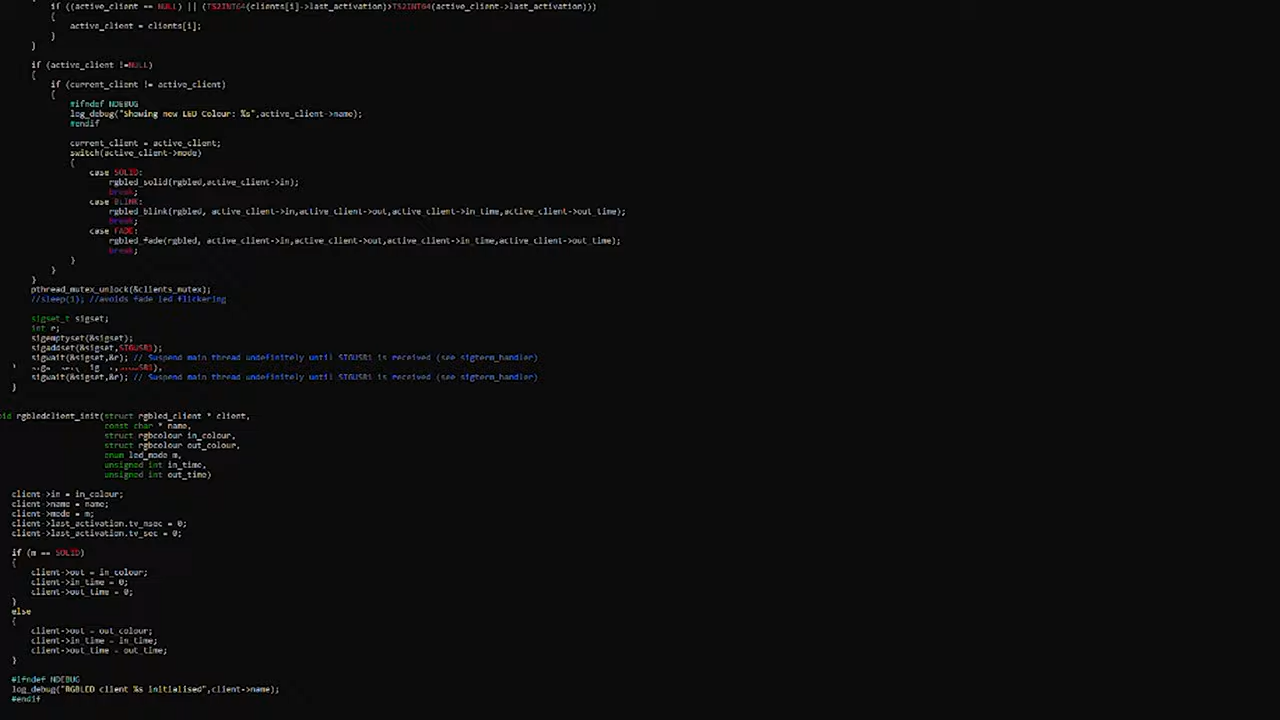 if ((active_client == NULL) || (TS2INT64(clients[i]->last_activation)>TS2INT64(active_client->last_activation)))
{
active_client = clients[i];
}
}
if (active_client !=NULL)
{
if (current_client != active_client)
{
#ifndef NDEBUG
log_debug("Showing new LED Colour: %s",active_client->name);
#endif
current_client = active_client;
switch(active_client->mode)
{
case SOLID:
rgbled_solid(rgbled,active_client->in);
break;
case BLINK:
rgbled_blink(rgbled, active_client->in,active_client->out,active_client->in_time,active_client->out_time);
break;
case FADE:
rgbled_fade(rgbled, active_client->in,active_client->out,active_client->in_time,active_client->out_time);
break;
}
}
}
pthread_mutex_unlock(&clients_mutex);
//sleep(1); //avoids fade led flickering
sigset_t sigset;
int r;
sigemptyset(&sigset);
sigaddset(&sigset,SIGUSR1);
sigwait(&sigset,&r); // Suspend main thread undefinitely until SIGUSR1 is received (see sigterm_handler)
sigwait(&sigset,&r); // Suspend main thread undefinitely until SIGUSR1 is received (see sigterm_handler)
}
rgbledclient_init(struct rgbled_client * client,
const char * name,
struct rgbcolour in_colour,
struct rgbcolour out_colour,
enum led_mode m,
unsigned int in_time,
unsigned int out_time)
client->in = in_colour;
client->name = name;
client->mode = m;
client->last_activation.tv_nsec = 0;
client->last_activation.tv_sec = 0;
if (m == SOLID)
{
client->out = in_colour;
client->in_time = 0;
client->out_time = 0;
}
else
{
client->out = out_colour;
client->in_time = in_time;
client->out_time = out_time;
}
#ifndef NDEBUG
log_debug("RGBLED client %s initialised",client->name);
#endif